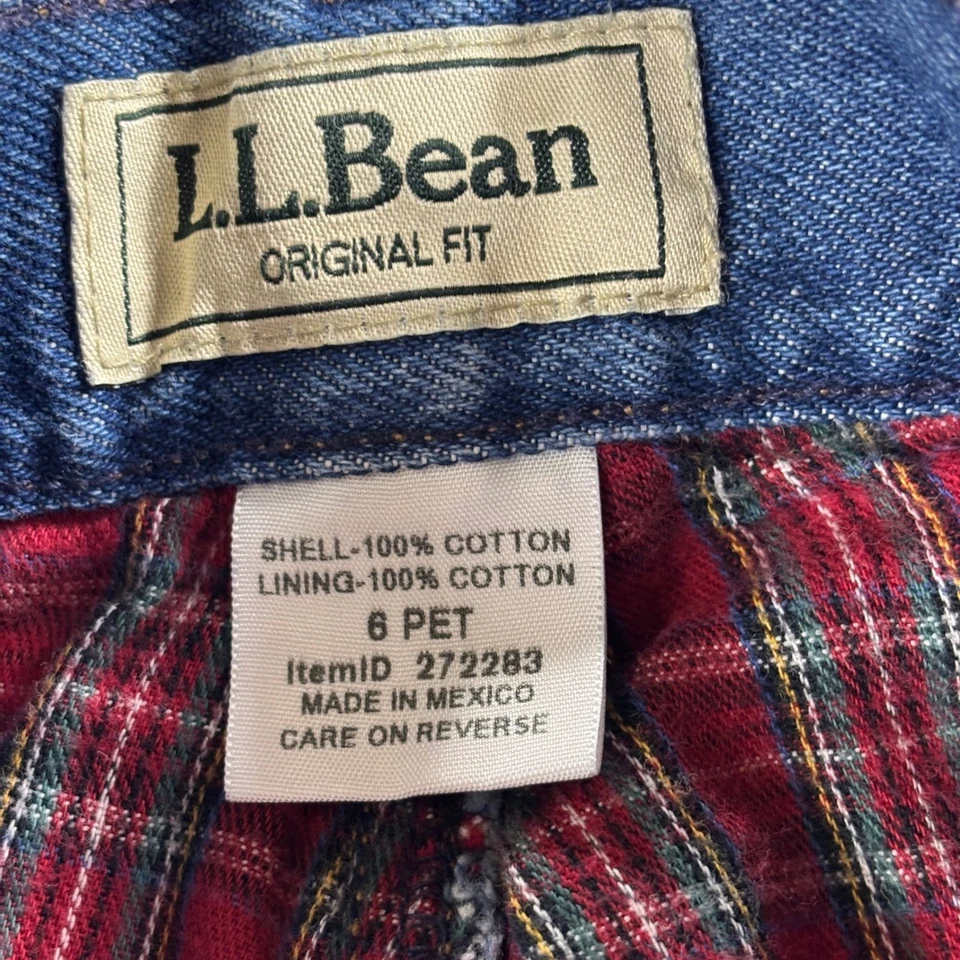 L.L.Bean
ORIGINAL FIT
SHELL-100% COTTON
LINING-100% COTTON
6 PET
ItemID 272283
MADE IN MEXICO
CARE ON REVERSE